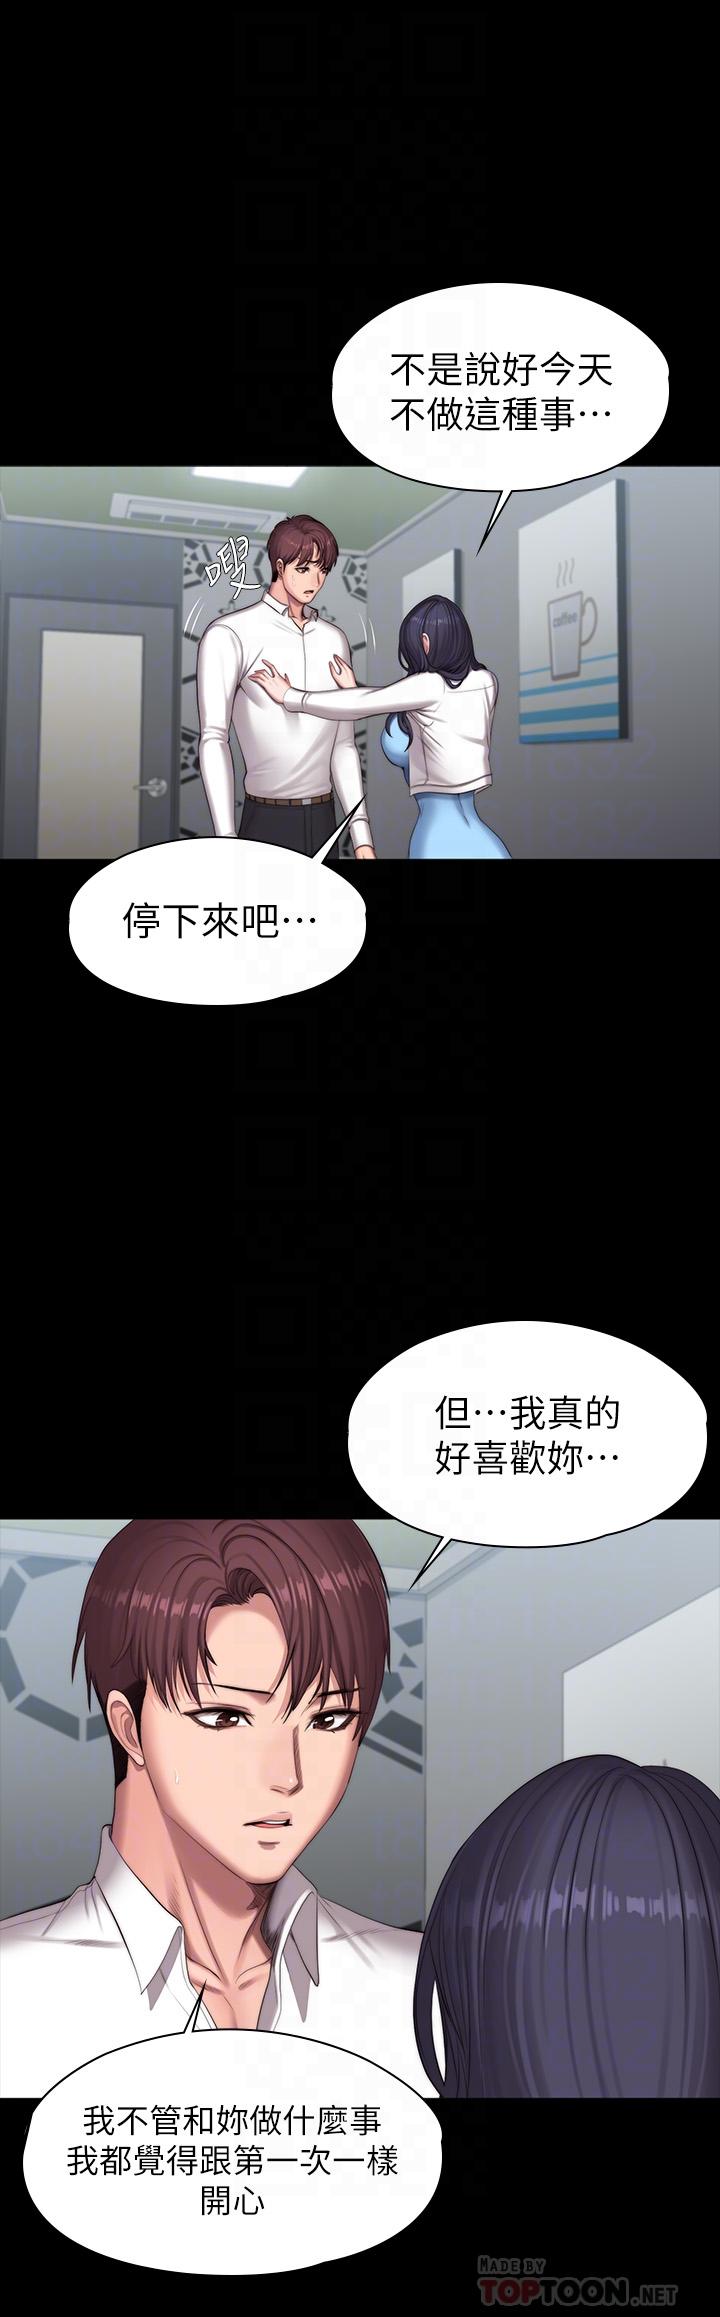 不是說好今天
不做這種事⋯
嗖
coffee
停下來吧⋯
但⋯我真的
好喜歡妳⋯
我不管和妳做什麼事
我都覺得跟第一次一樣
開心
MADE BY
TOPTOON.NET